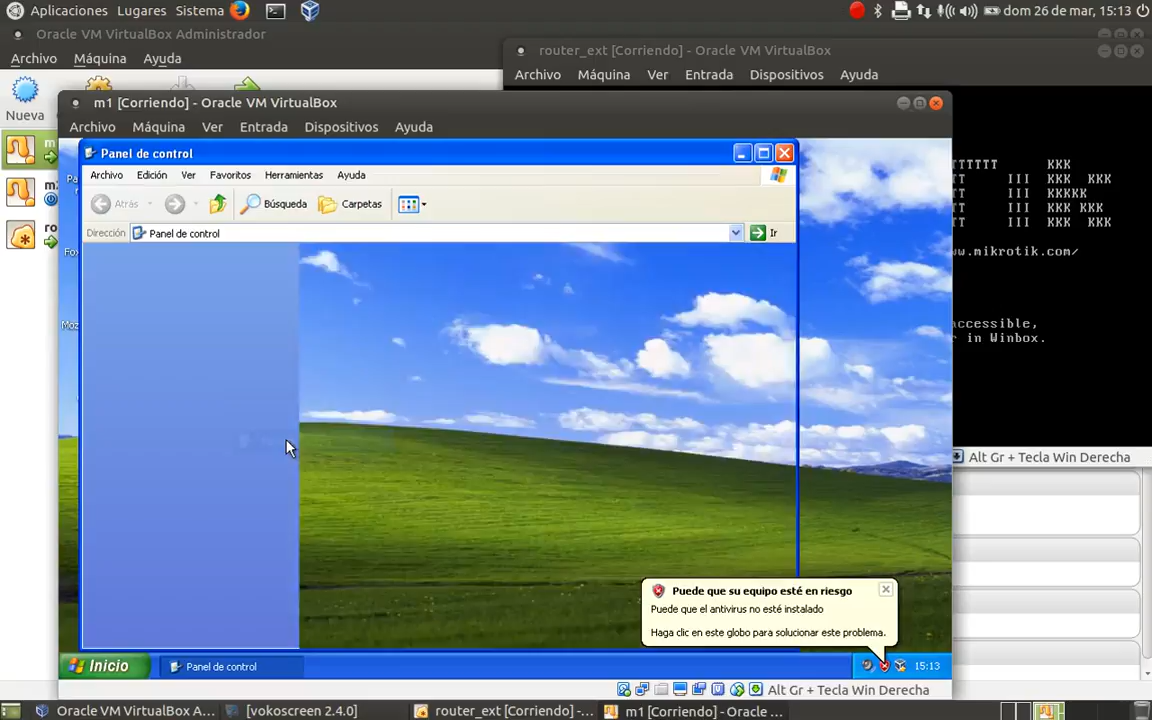 Aplicaciones Lugares Sistema
dom 26 de mar, 15:13
Oracle VM VirtualBox Administrador
Archivo Máquina Ayuda
Nueva
router_ext [Corriendo] - Oracle VM VirtualBox
Archivo Máquina Ver Entrada Dispositivos Ayuda
m1 [Corriendo] - Oracle VM VirtualBox
Archivo Máquina Ver Entrada Dispositivos Ayuda
Panel de control
Archivo Edición Ver Favoritos Herramientas Ayuda
Atrás Búsqueda Carpetas
Dirección Panel de control Ir
TTTTTT KKK
TT III KKK KKK
TT III KKKKK
TT III KKK KKK
TT III KKK KKK
ww.mikrotik.com/
accessible,
r in Winbox.
Alt Gr + Tecla Win Derecha
Puede que su equipo esté en riesgo
Puede que el antivirus no esté instalado
Haga clic en este globo para solucionar este problema.
Inicio Panel de control 15:13
Alt Gr + Tecla Win Derecha
Oracle VM VirtualBox A... [vokoscreen 2.4.0] router_ext [Corriendo] -... m1 [Corriendo] - Oracle ...